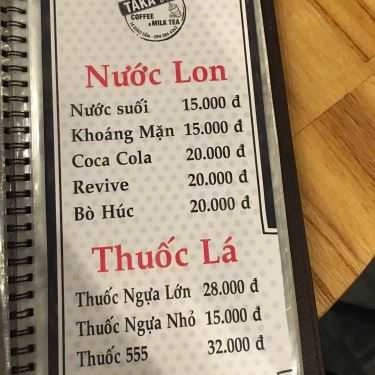 COFFEE
& MILK TEA
Nước Lon
Nước suối 15.000 đ
Khoáng Mặn 15.000 đ
Coca Cola 20.000 đ
Revive 20.000 đ
Bò Húc 20.000 đ
Thuốc Lá
Thuốc Ngựa Lớn 28.000 đ
Thuốc Ngựa Nhỏ 15.000 đ
Thuốc 555 32.000 đ